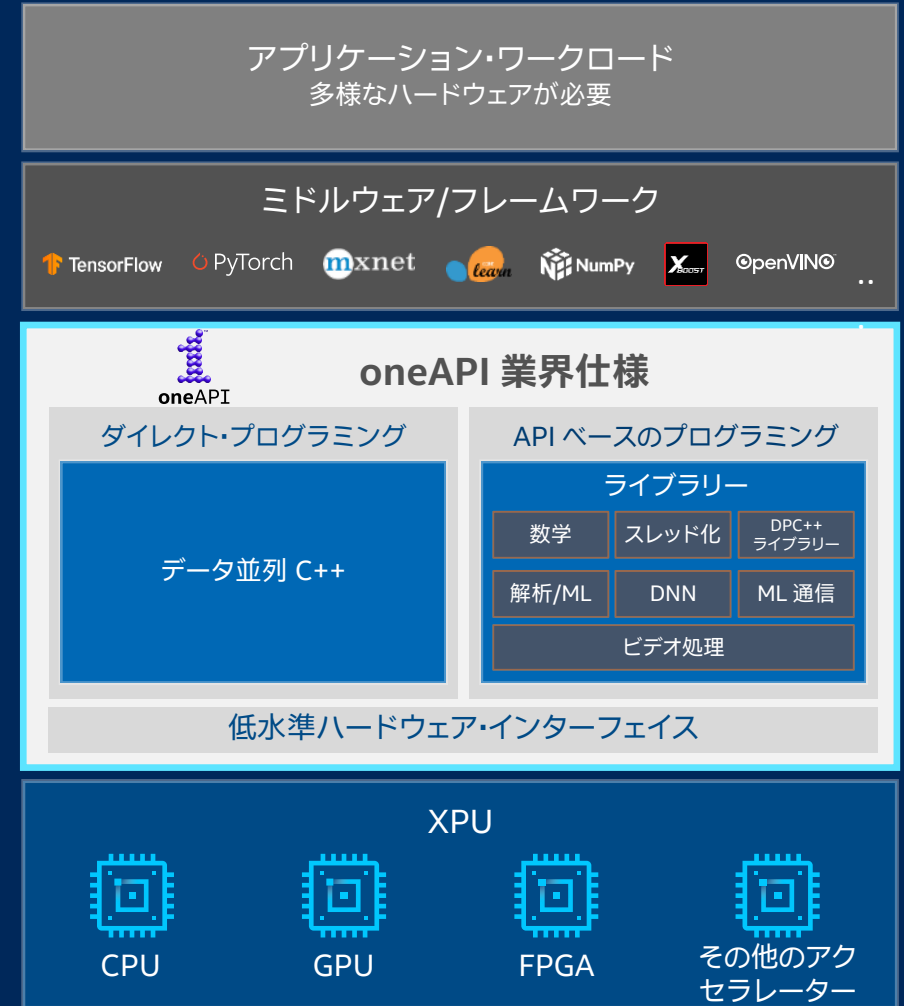 アプリケーション・ワークロード
多様なハードウェアが必要
ミドルウェア/フレームワーク
TensorFlow PyTorch mxnet learn NumPy XBOOST OpenVINO ...
oneAPI
oneAPI 業界仕様
ダイレクト・プログラミング
データ並列 C++
API ベースのプログラミング
ライブラリー
数学 スレッド化 DPC++
ライブラリー
解析/ML DNN ML 通信
ビデオ処理
低水準ハードウェア・インターフェイス
XPU
CPU GPU FPGA その他のアク
セラレーター